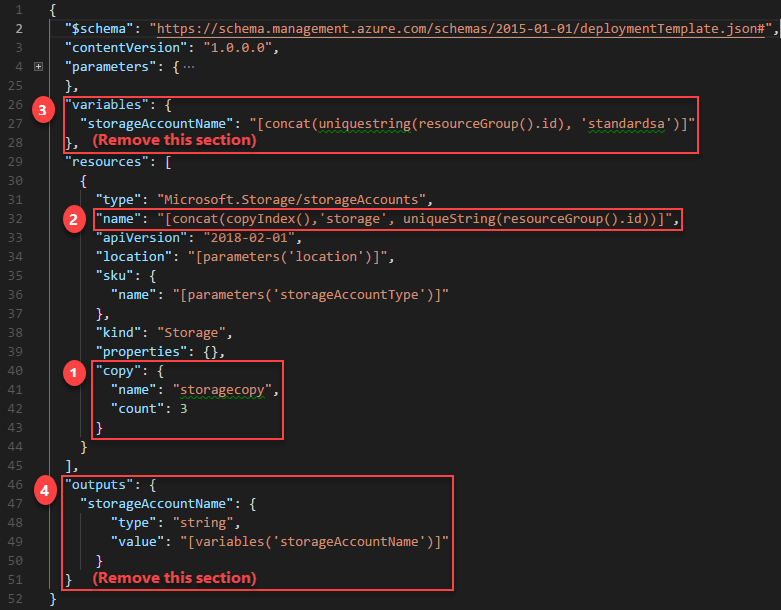 1 {
2 "$schema": "https://schema.management.azure.com/schemas/2015-01-01/deploymentTemplate.json#",
3 "contentVersion": "1.0.0.0",
4 "parameters": { ...
25 },
26 "variables": {
3
27 "storageAccountName": "[concat(uniquestring(resourceGroup().id), 'standardsa')]"
28 }, (Remove this section)
29 "resources": [
30 {
31 "type": "Microsoft.Storage/storageAccounts",
2
32 "name": "[concat(copyIndex(),'storage', uniqueString(resourceGroup().id))]",
33 "apiVersion": "2018-02-01",
34 "location": "[parameters('location')]",
35 "sku": {
36 "name": "[parameters('storageAccountType')]"
37 },
38 "kind": "Storage",
39 "properties": {},
1
40 "copy": {
41 "name": "storagecopy",
42 "count": 3
43 }
44 }
45 ],
4
46 "outputs": {
47 "storageAccountName": {
48 "type": "string",
49 "value": "[variables('storageAccountName')]"
50 }
51 } (Remove this section)
52 }